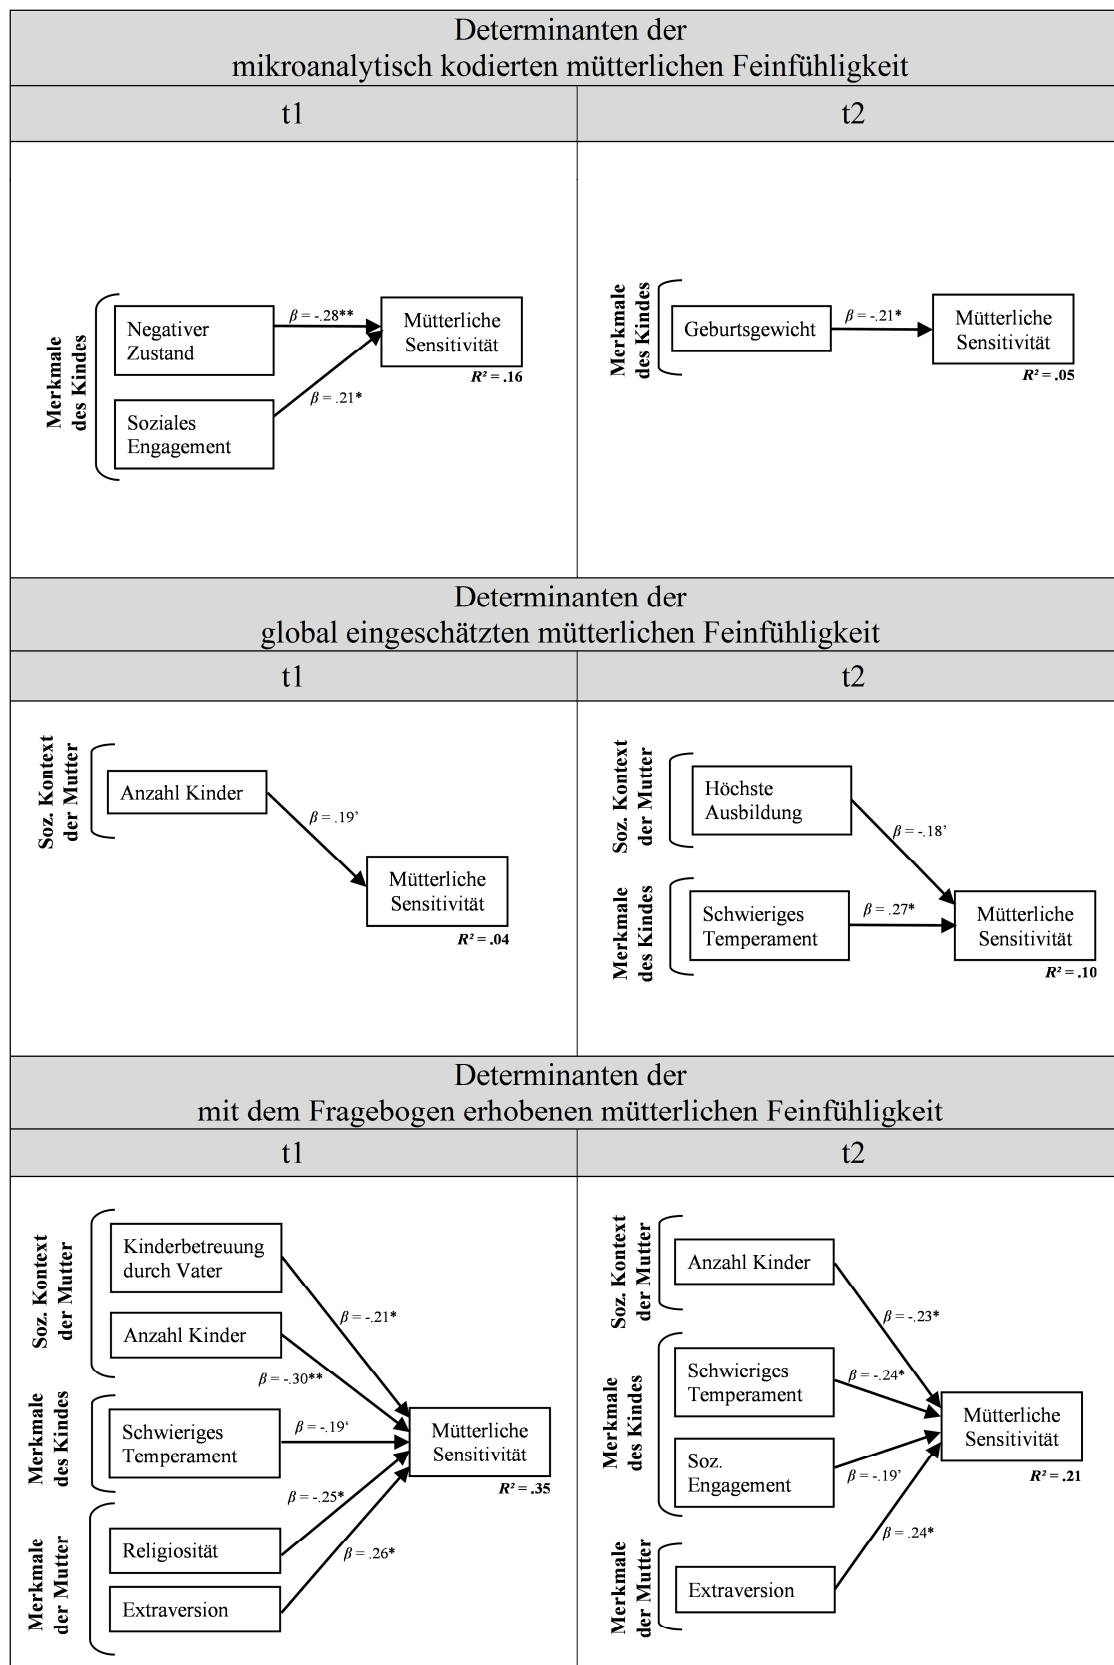 Determinanten der
mikroanalytisch kodierten mütterlichen Feinfühligkeit
t1
t2
Merkmale
des Kindes
Negativer
Zustand
Soziales
Engagement
β = -.28**
β = .21*
Mütterliche
Sensitivität
R² = .16
Merkmale
des Kindes
Geburtsgewicht
β = -.21*
Mütterliche
Sensitivität
R² = .05
Determinanten der
global eingeschätzten mütterlichen Feinfühligkeit
t1
t2
Soz. Kontext
der Mutter
Anzahl Kinder
β = .19’
Mütterliche
Sensitivität
R² = .04
Soz. Kontext
der Mutter
Höchste
Ausbildung
β = -.18’
Merkmale
des Kindes
Schwieriges
Temperament
β = .27*
Mütterliche
Sensitivität
R² = .10
Determinanten der
mit dem Fragebogen erhobenen mütterlichen Feinfühligkeit
t1
t2
Soz. Kontext
der Mutter
Kinderbetreuung
durch Vater
β = -.21*
Anzahl Kinder
β = -.30**
Merkmale
des Kindes
Schwieriges
Temperament
β = -.19‘
Mütterliche
Sensitivität
R² = .35
Merkmale
der Mutter
Religiosität
β = -.25*
Extraversion
β = .26*
Soz. Kontext
der Mutter
Anzahl Kinder
β = -.23*
Merkmale
des Kindes
Schwieriges
Temperament
β = -.24*
Soz.
Engagement
β = -.19’
Mütterliche
Sensitivität
R² = .21
Merkmale
der Mutter
Extraversion
β = .24*